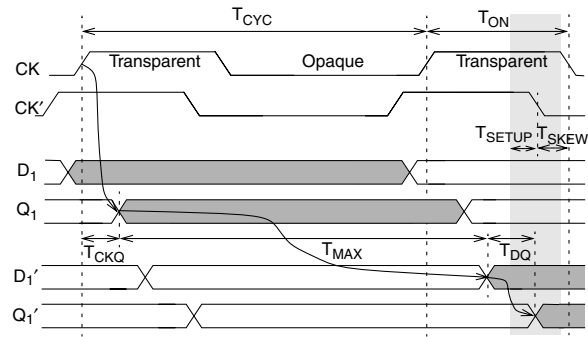 T_CYC T_ON
CK Transparent Opaque Transparent
CK′
T_SETUP T_SKEW
D_1
Q_1
T_CKQ T_MAX T_DQ
D_1′
Q_1′